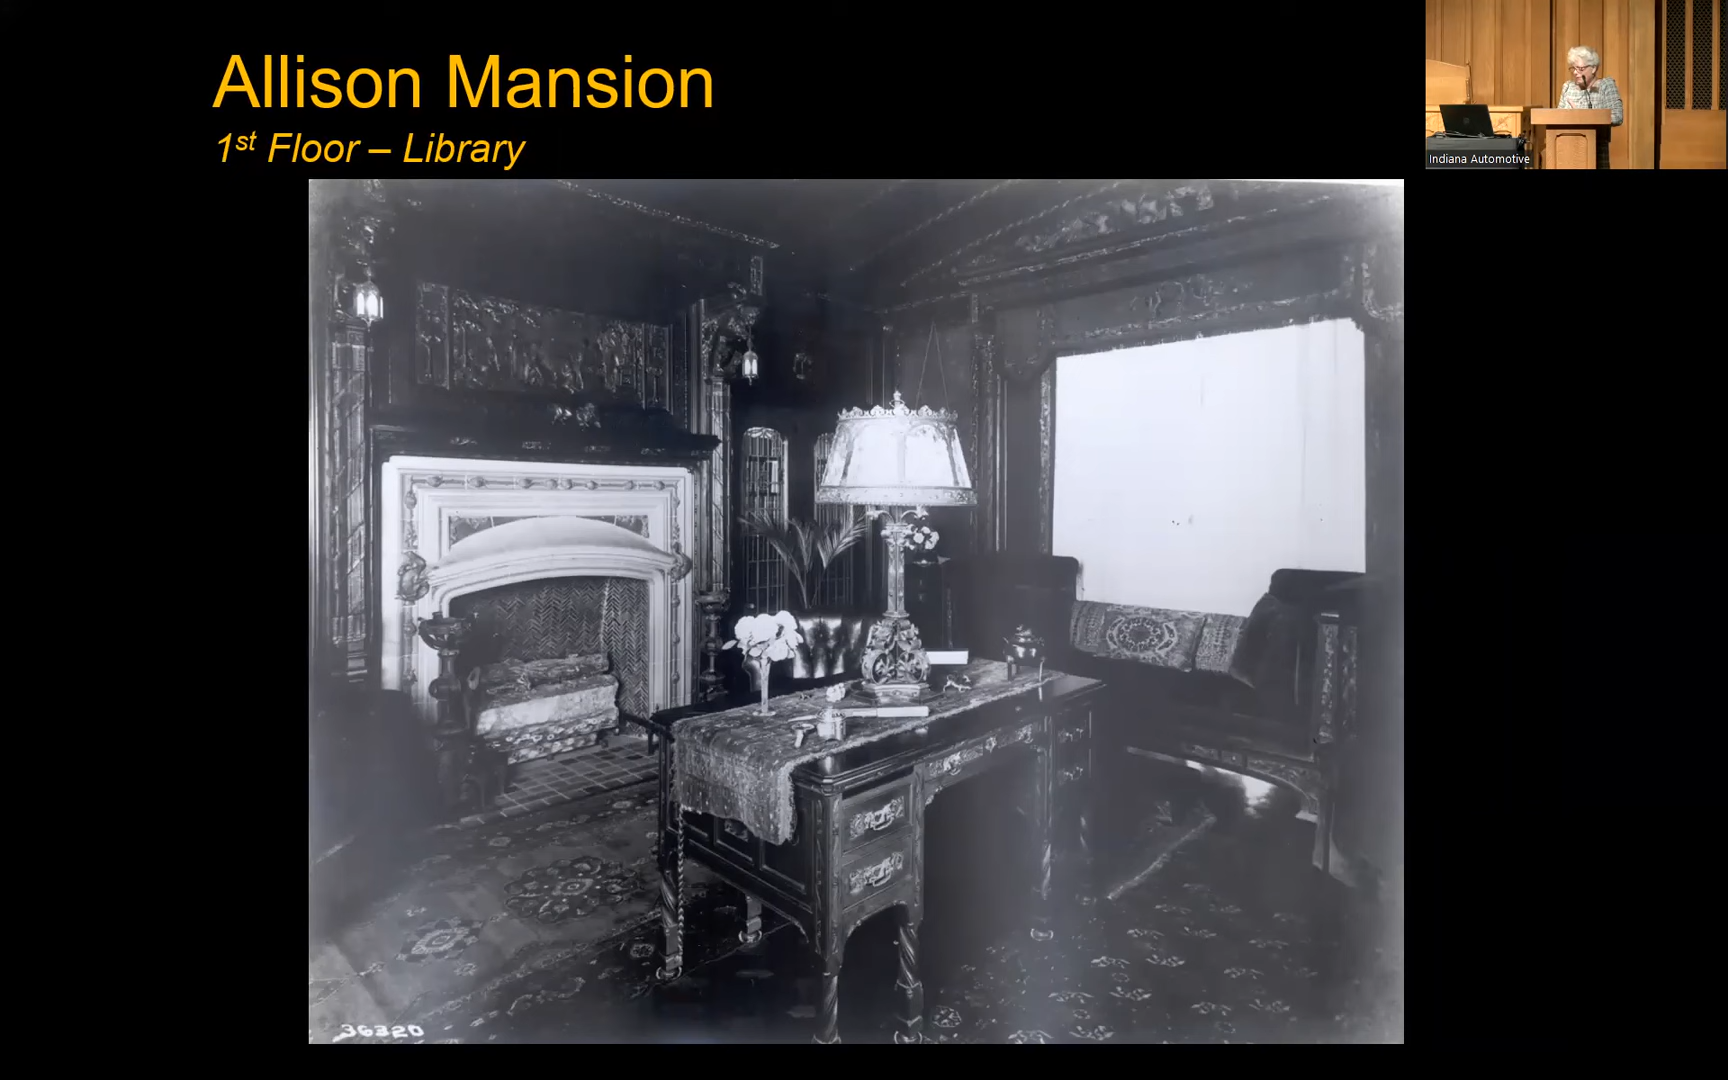 Allison Mansion
1st Floor – Library
Indiana Automotive
36320